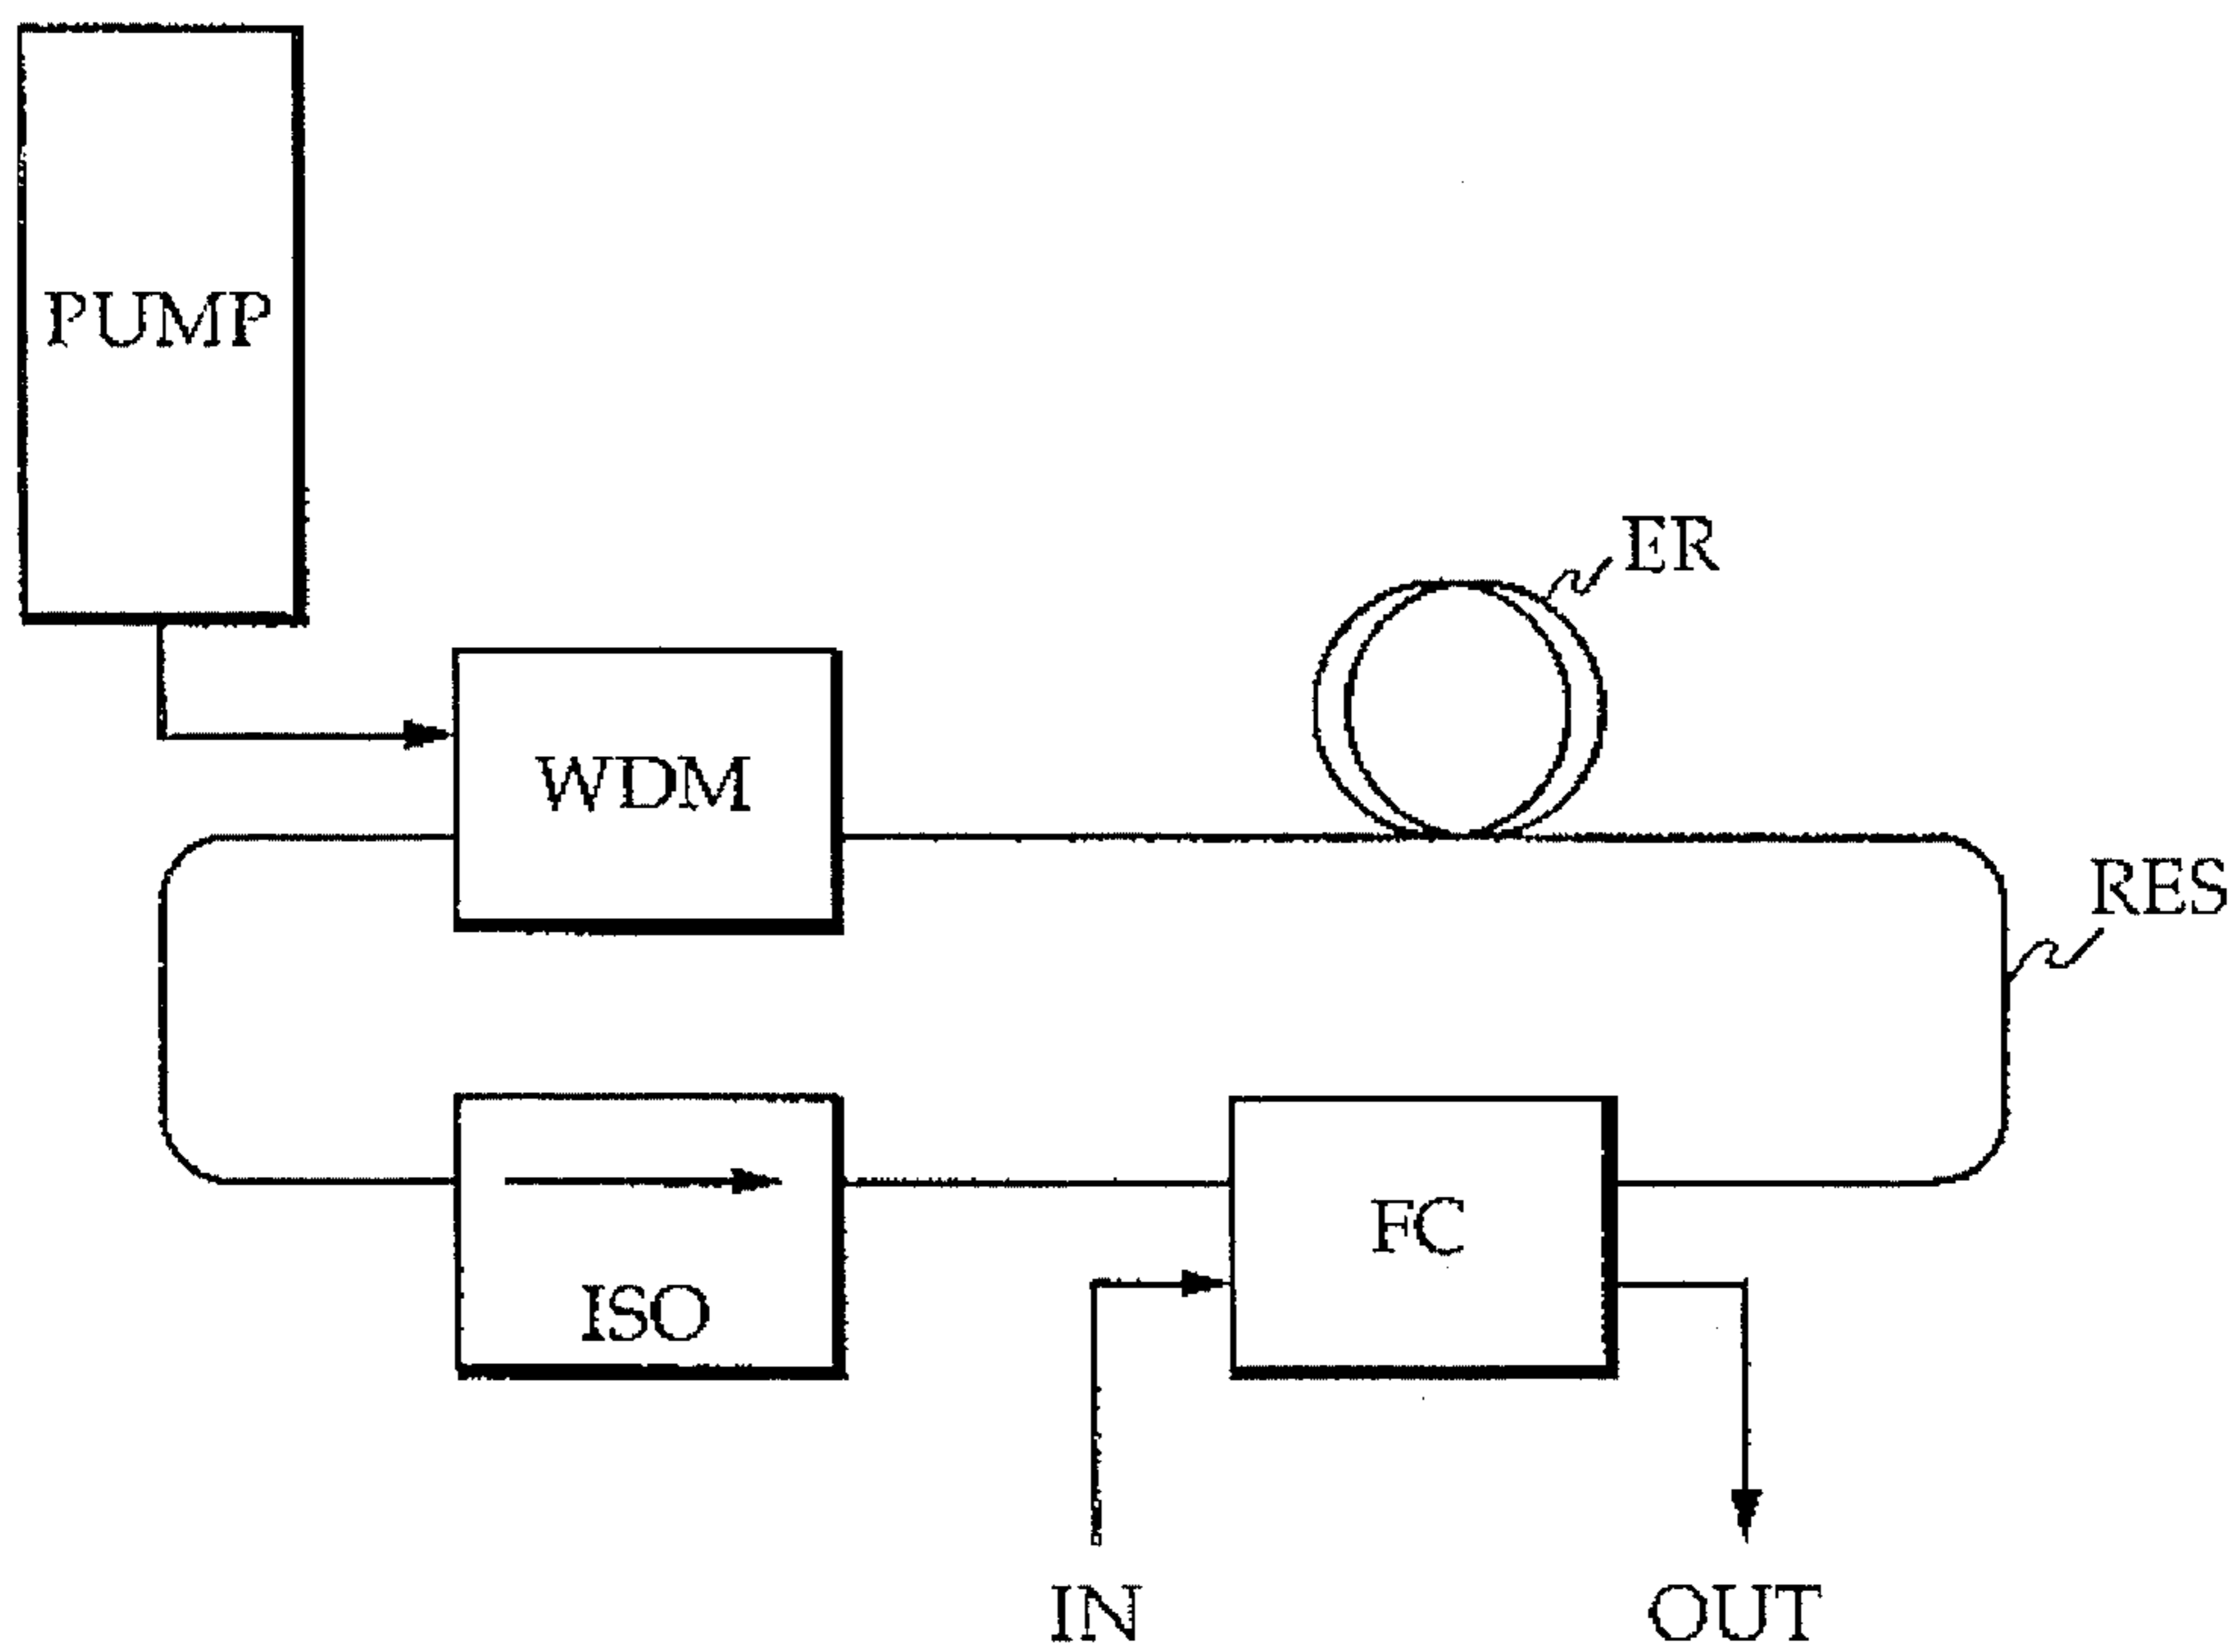 PUMP
ER
WDM
RES
FC
ISO
IN
OUT